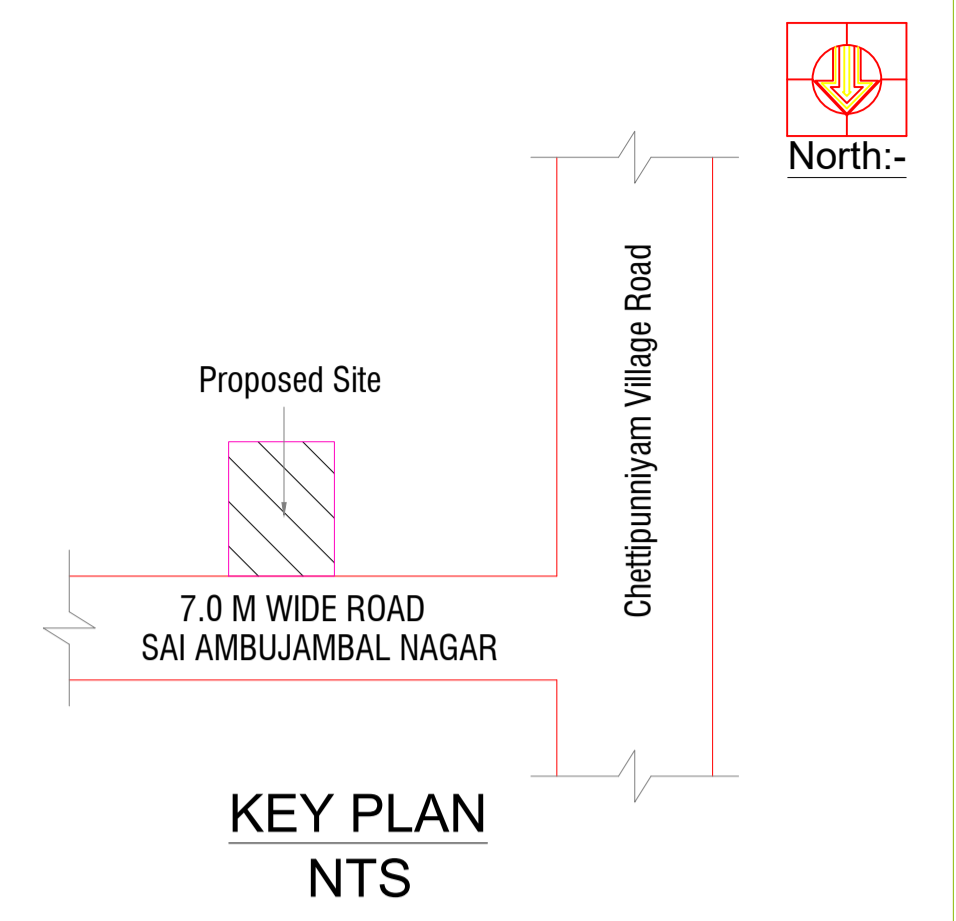 North:-
Chettipunniyam Village Road
Proposed Site
7.0 M WIDE ROAD
SAI AMBUJAMBAL NAGAR
KEY PLAN
NTS